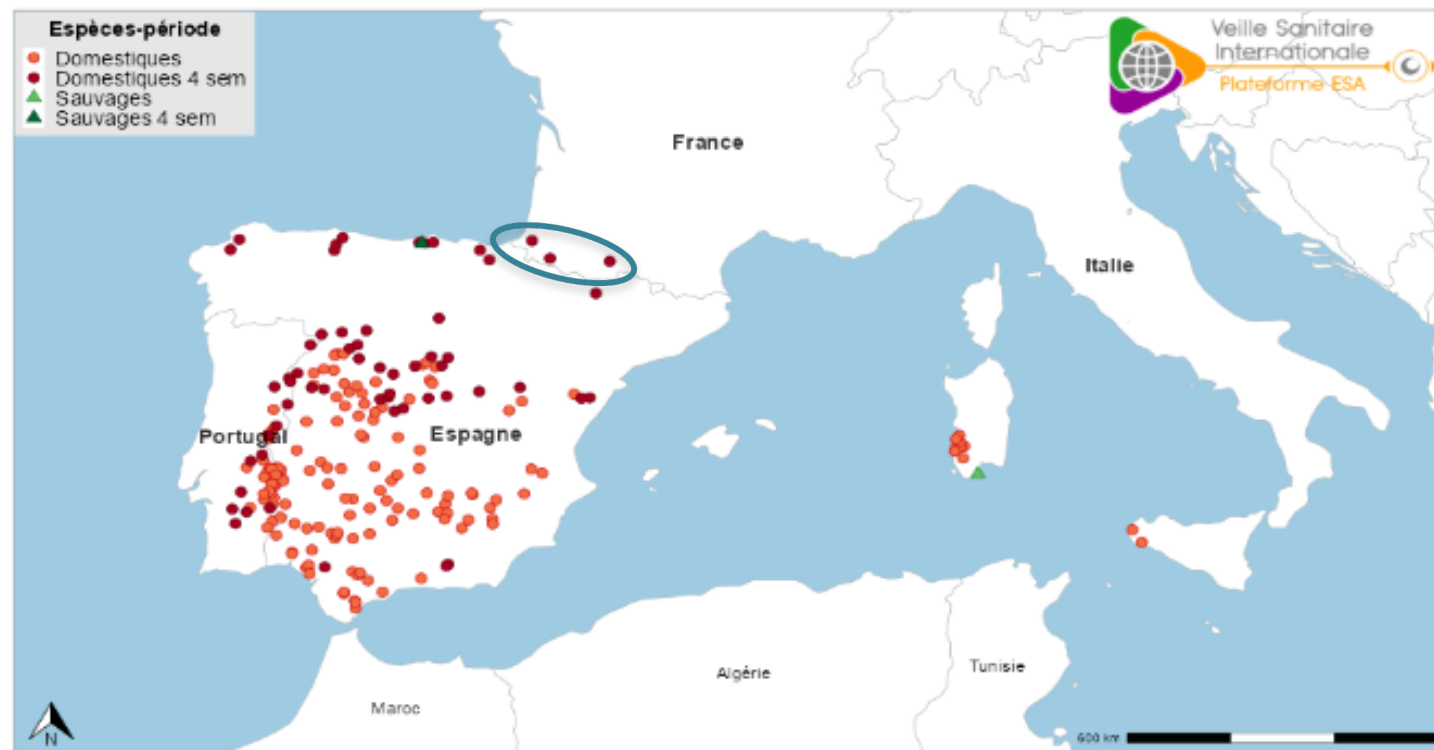 Espèces-période
Domestiques
Domestiques 4 sem
Sauvages
Sauvages 4 sem
Veille Sanitaire
Internationale
Plateforme ESA
France
Italie
Portugal
Espagne
Algérie
Tunisie
Maroc
N
600 km